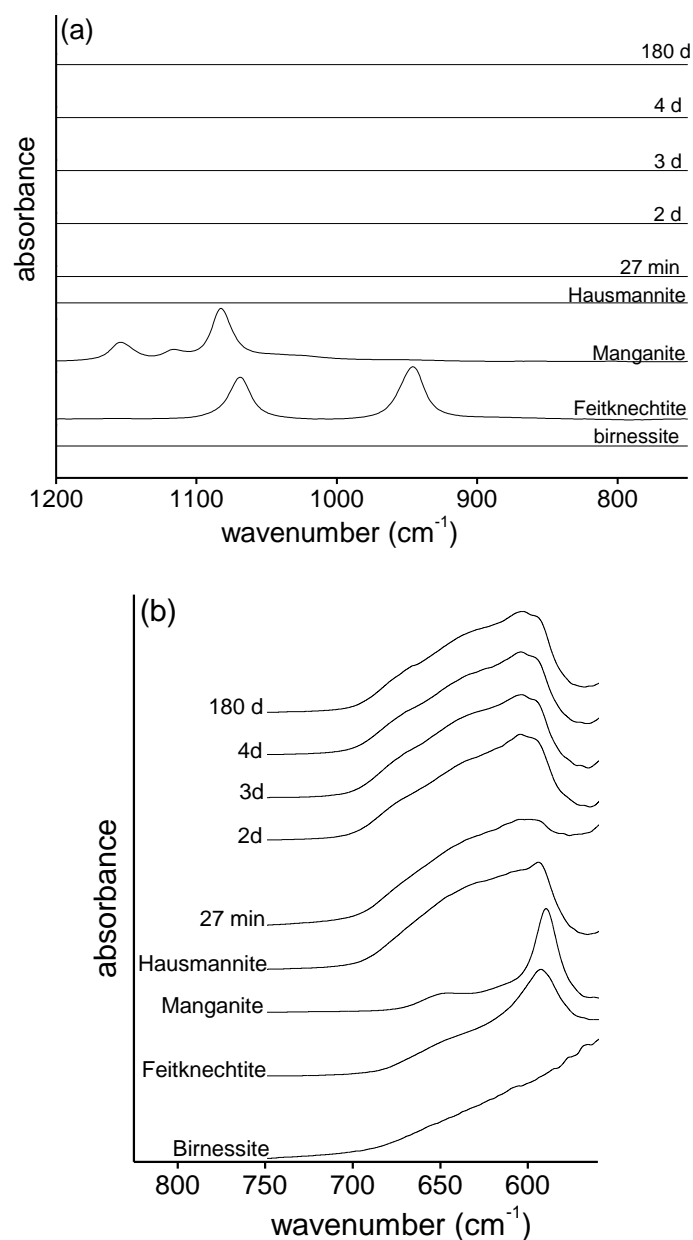 (a)
180 d
4 d
3 d
2 d
27 min
Hausmannite
Manganite
Feitknechtite
birnessite
absorbance
1200 1100 1000 900 800
wavenumber (cm⁻¹)
(b)
180 d
4d
3d
2d
27 min
Hausmannite
Manganite
Feitknechtite
Birnessite
absorbance
800 750 700 650 600
wavenumber (cm⁻¹)